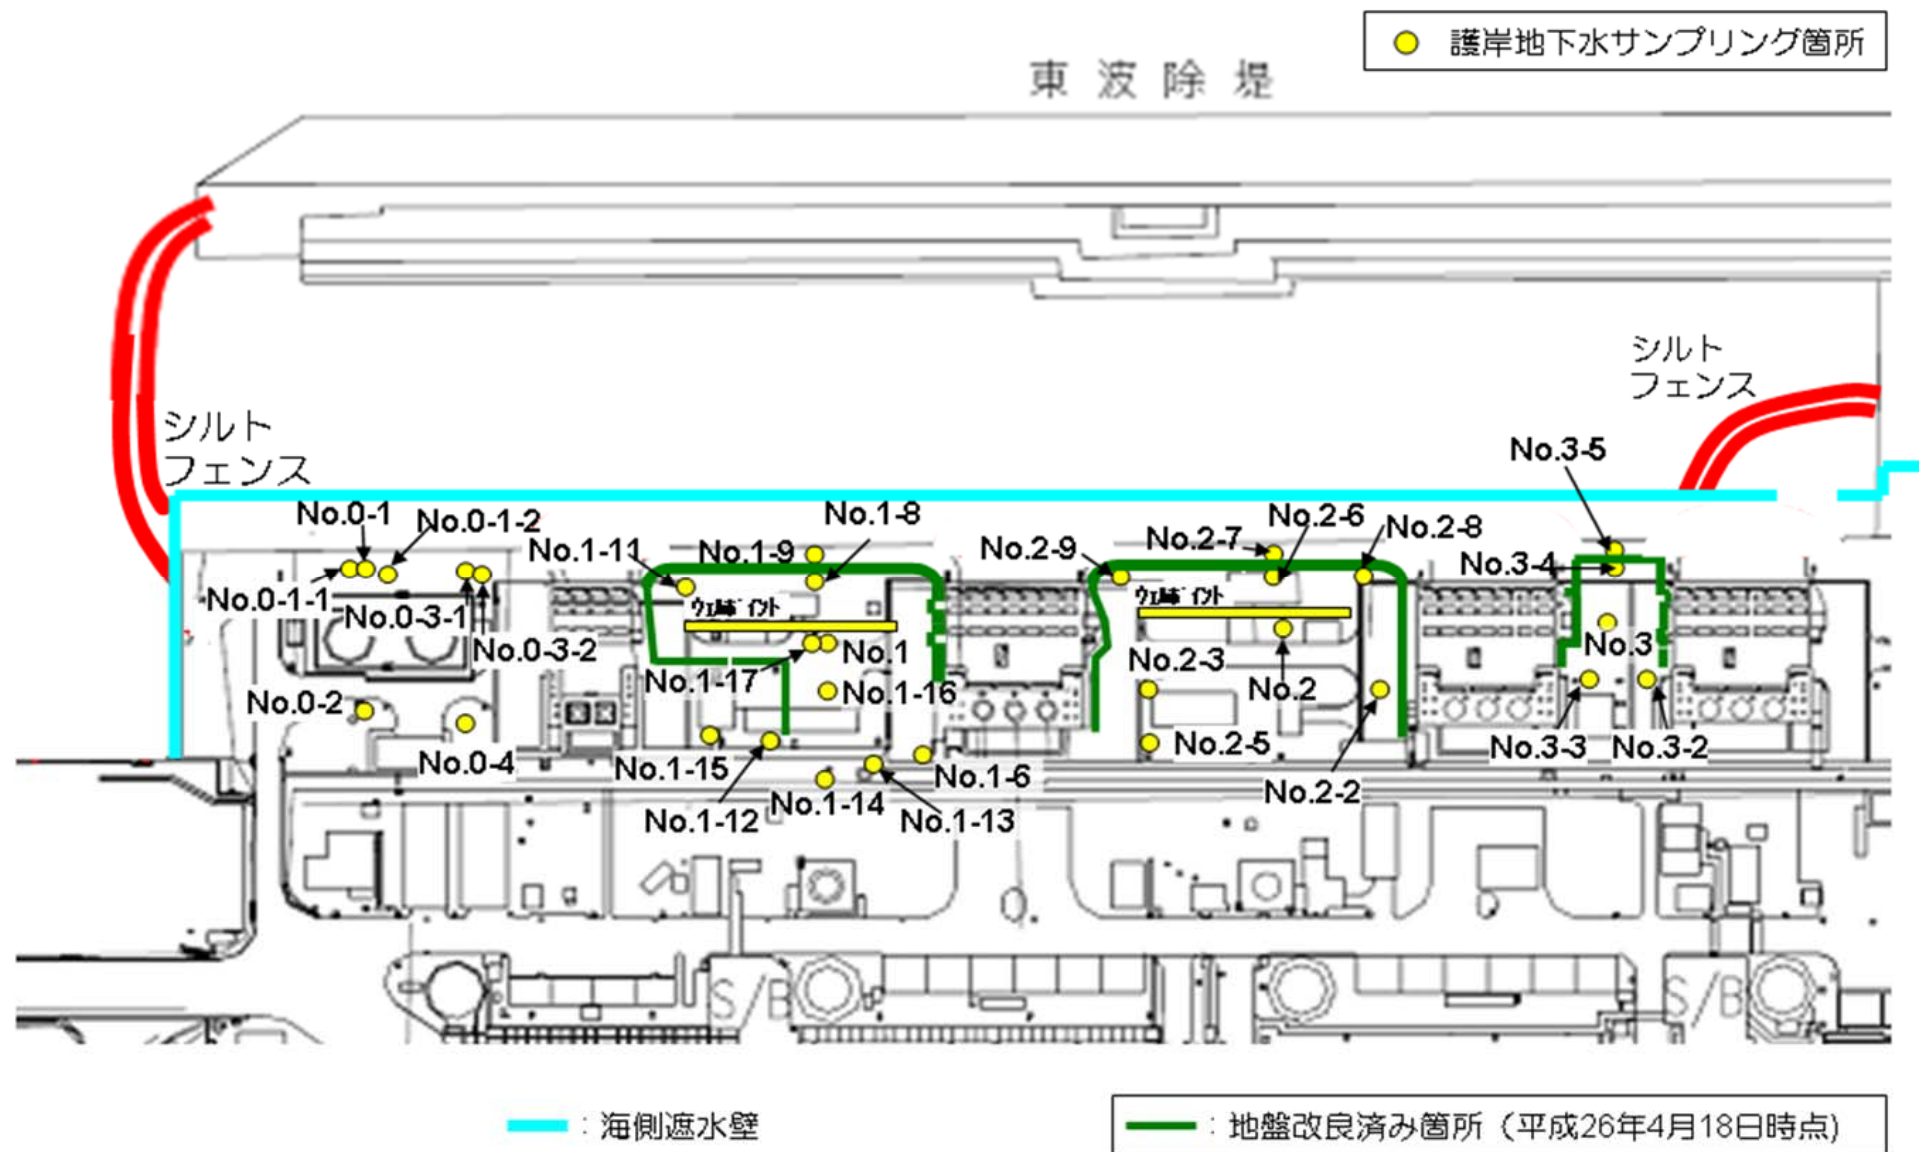 護岸地下水サンプリング箇所
東波除堤
シルト
フェンス
シルト
フェンス
No.3-5
No.0-1
No.0-1-2
No.1-8
No.2-6
No.2-8
No.1-11
No.1-9
No.2-9
No.2-7
No.3-4
No.0-1-1
No.0-3-1
ウェルポイント
ウェルポイント
No.0-3-2
No.1
No.3
No.1-17
No.1-16
No.2-3
No.2
No.0-2
No.0-4
No.1-15
No.1-6
No.2-5
No.3-3
No.3-2
No.1-12
No.1-14
No.1-13
No.2-2
S/B
S/B
：海側遮水壁
：地盤改良済み箇所（平成26年4月18日時点)